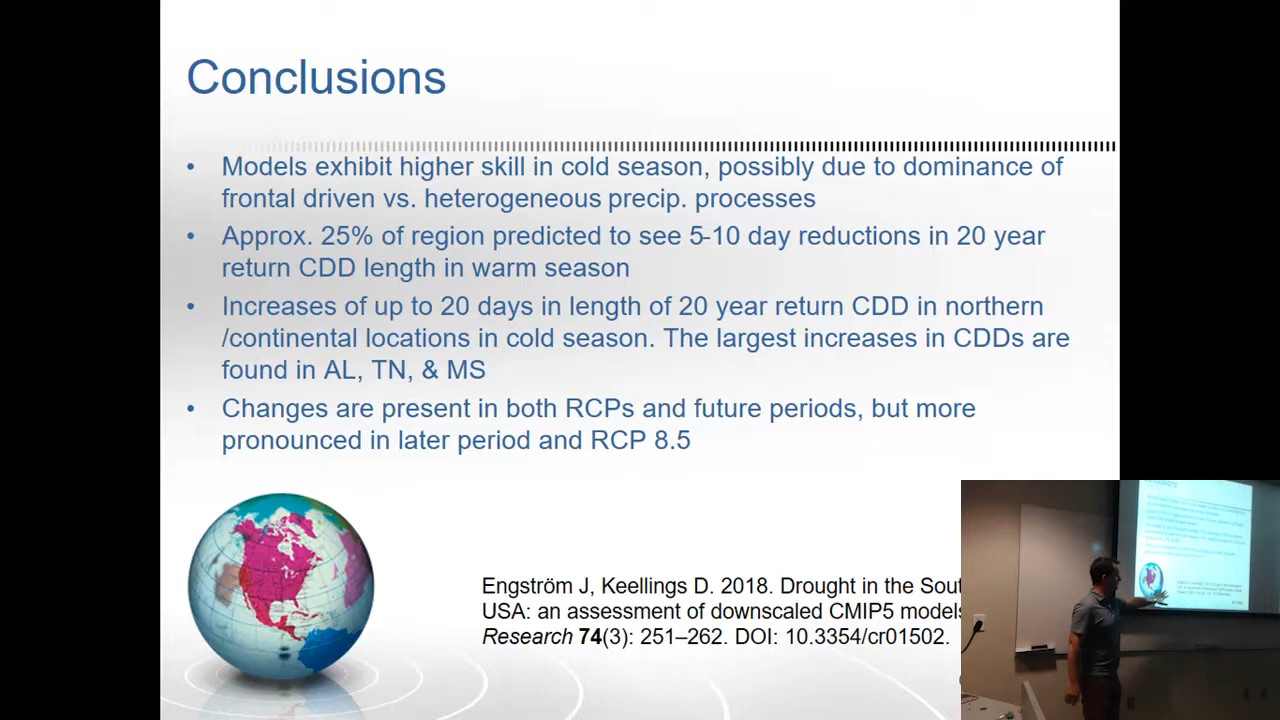 Conclusions
• Models exhibit higher skill in cold season, possibly due to dominance of
frontal driven vs. heterogeneous precip. processes
• Approx. 25% of region predicted to see 5-10 day reductions in 20 year
return CDD length in warm season
• Increases of up to 20 days in length of 20 year return CDD in northern
/continental locations in cold season. The largest increases in CDDs are
found in AL, TN, & MS
• Changes are present in both RCPs and future periods, but more
pronounced in later period and RCP 8.5
Engström J, Keellings D. 2018. Drought in the
USA: an assessment of downscaled CMIP5 models
Research 74(3): 251–262. DOI: 10.3354/cr01502.